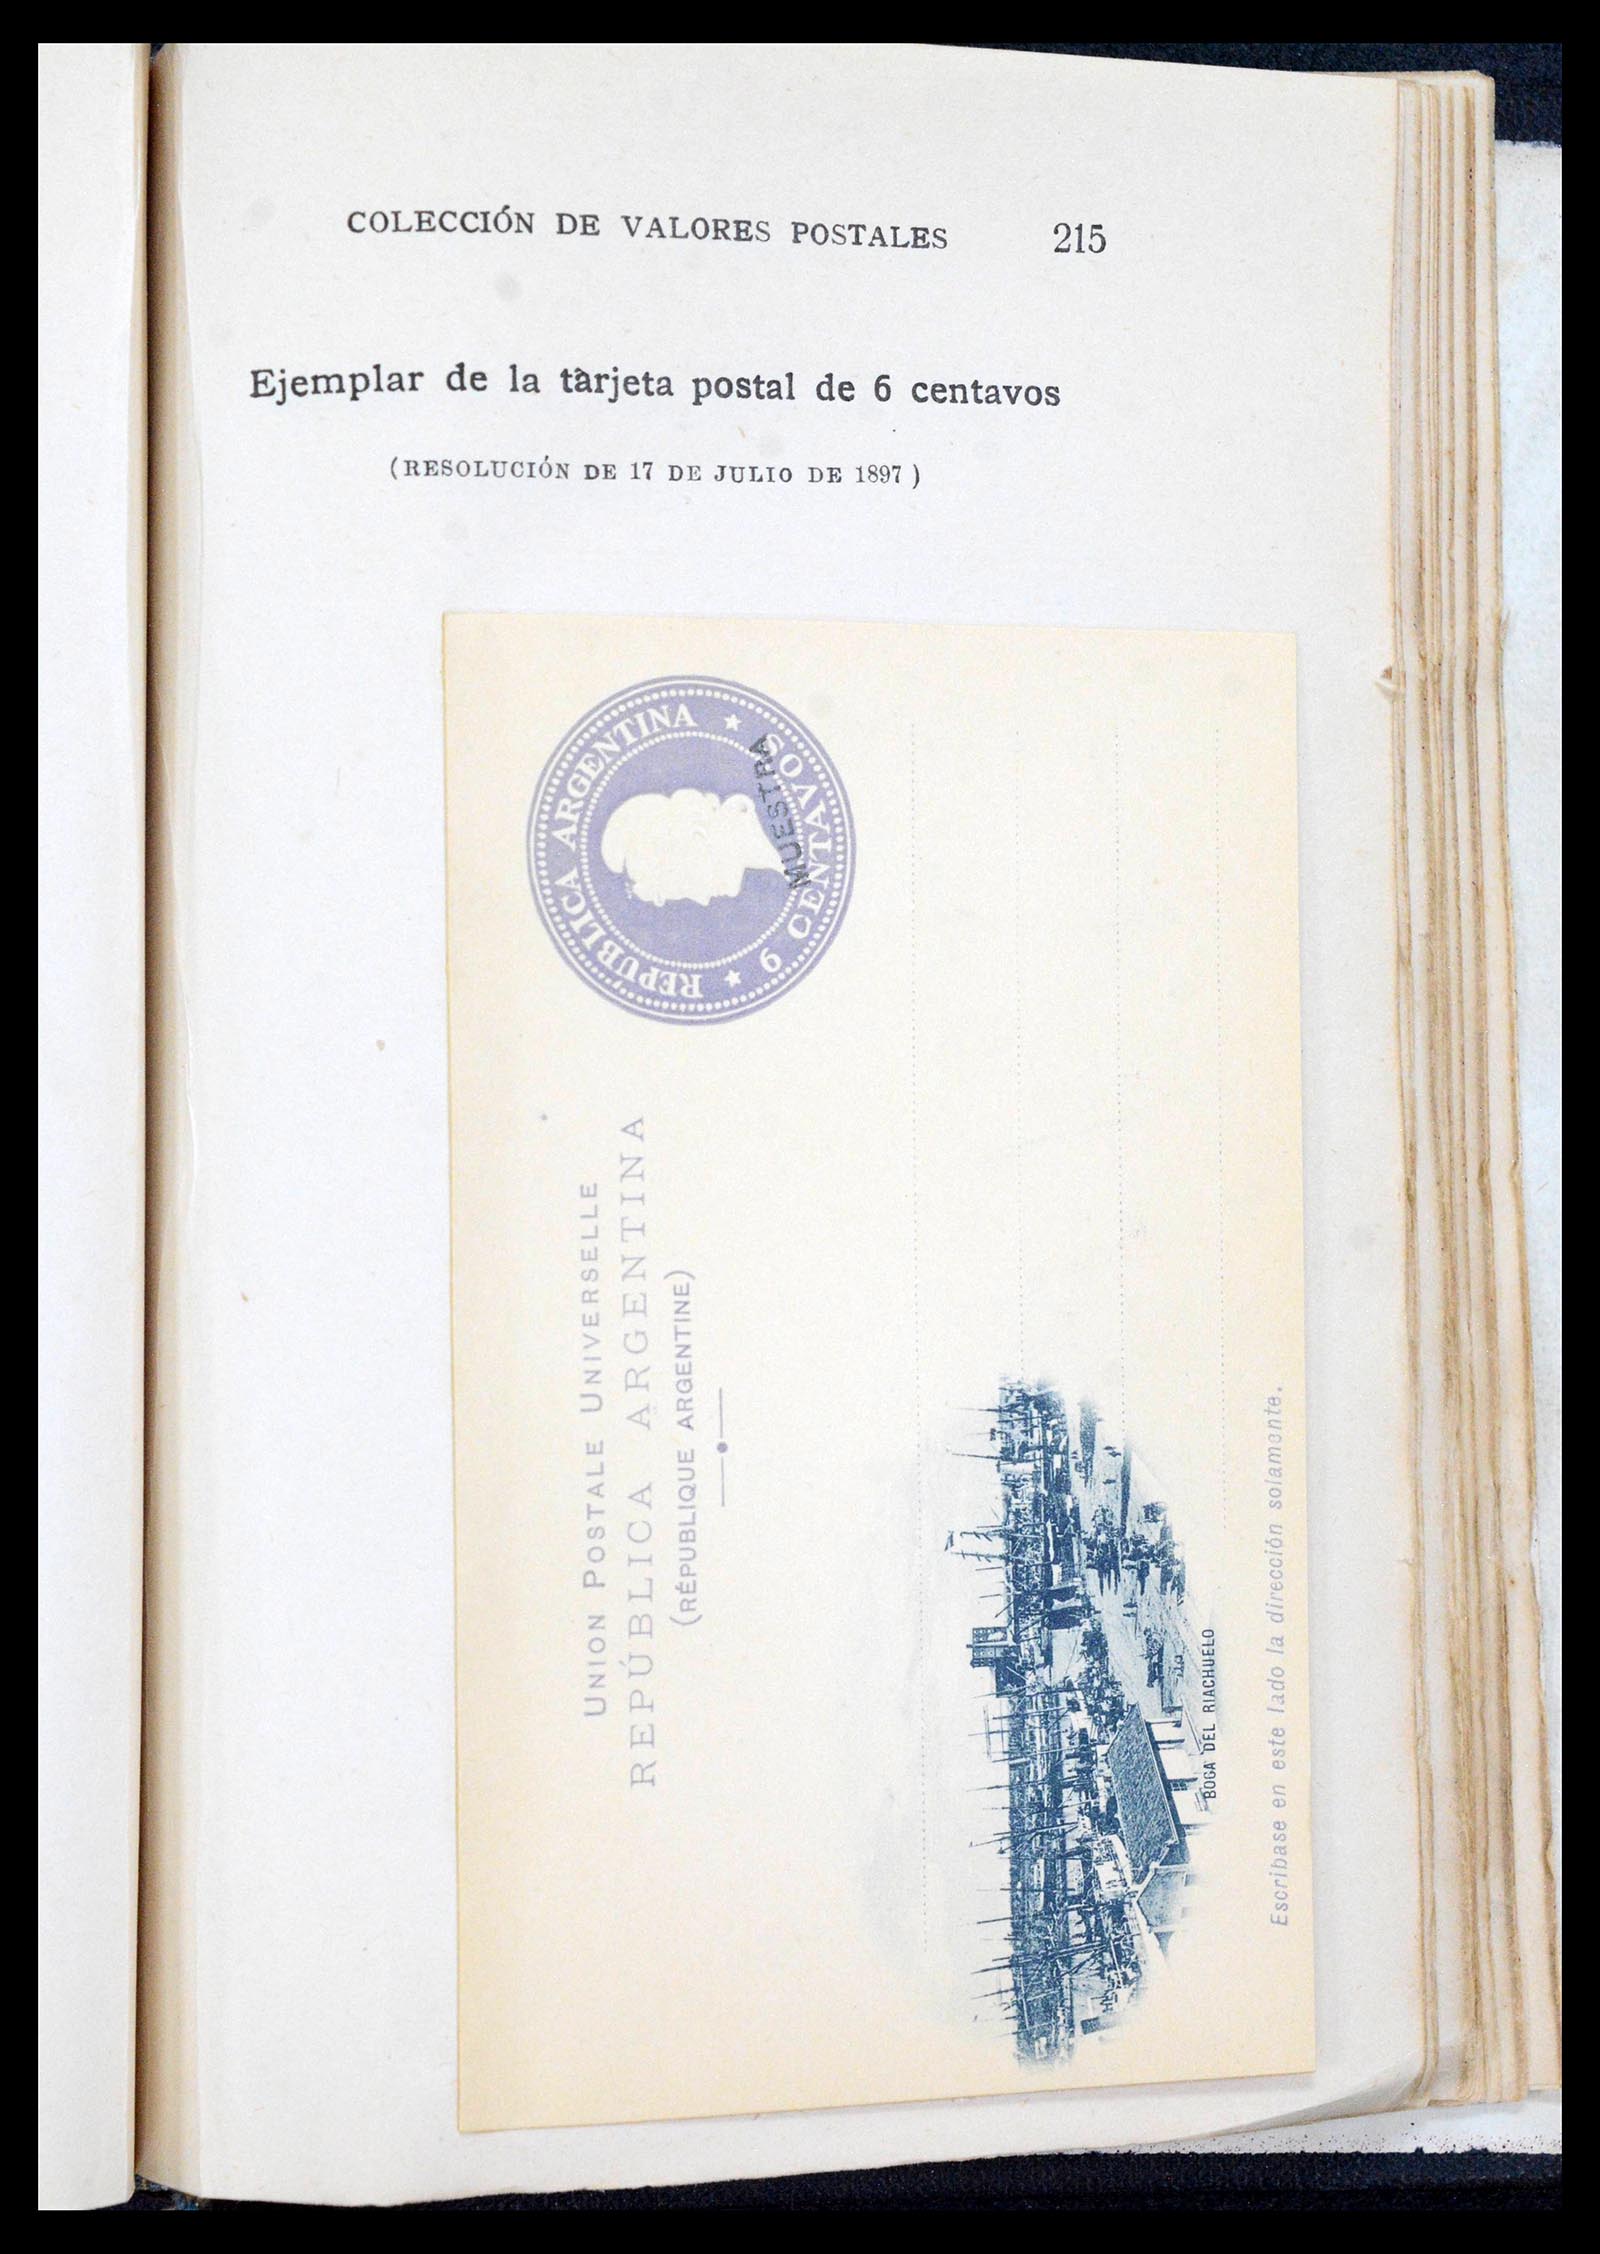 COLECCIÓN DE VALORES POSTALES 215
Ejemplar de la tarjeta postal de 6 centavos
(RESOLUCIÓN DE 17 DE JULIO DE 1897)
UNION POSTALE UNIVERSELLE
REPÚBLICA ARGENTINA
(RÉPUBLIQUE ARGENTINE)
REPUBLICA ARGENTINA
6 CENTAVOS
MUESTRA
BOCA DEL RIACHUELO
Escríbase en este lado la dirección solamente.